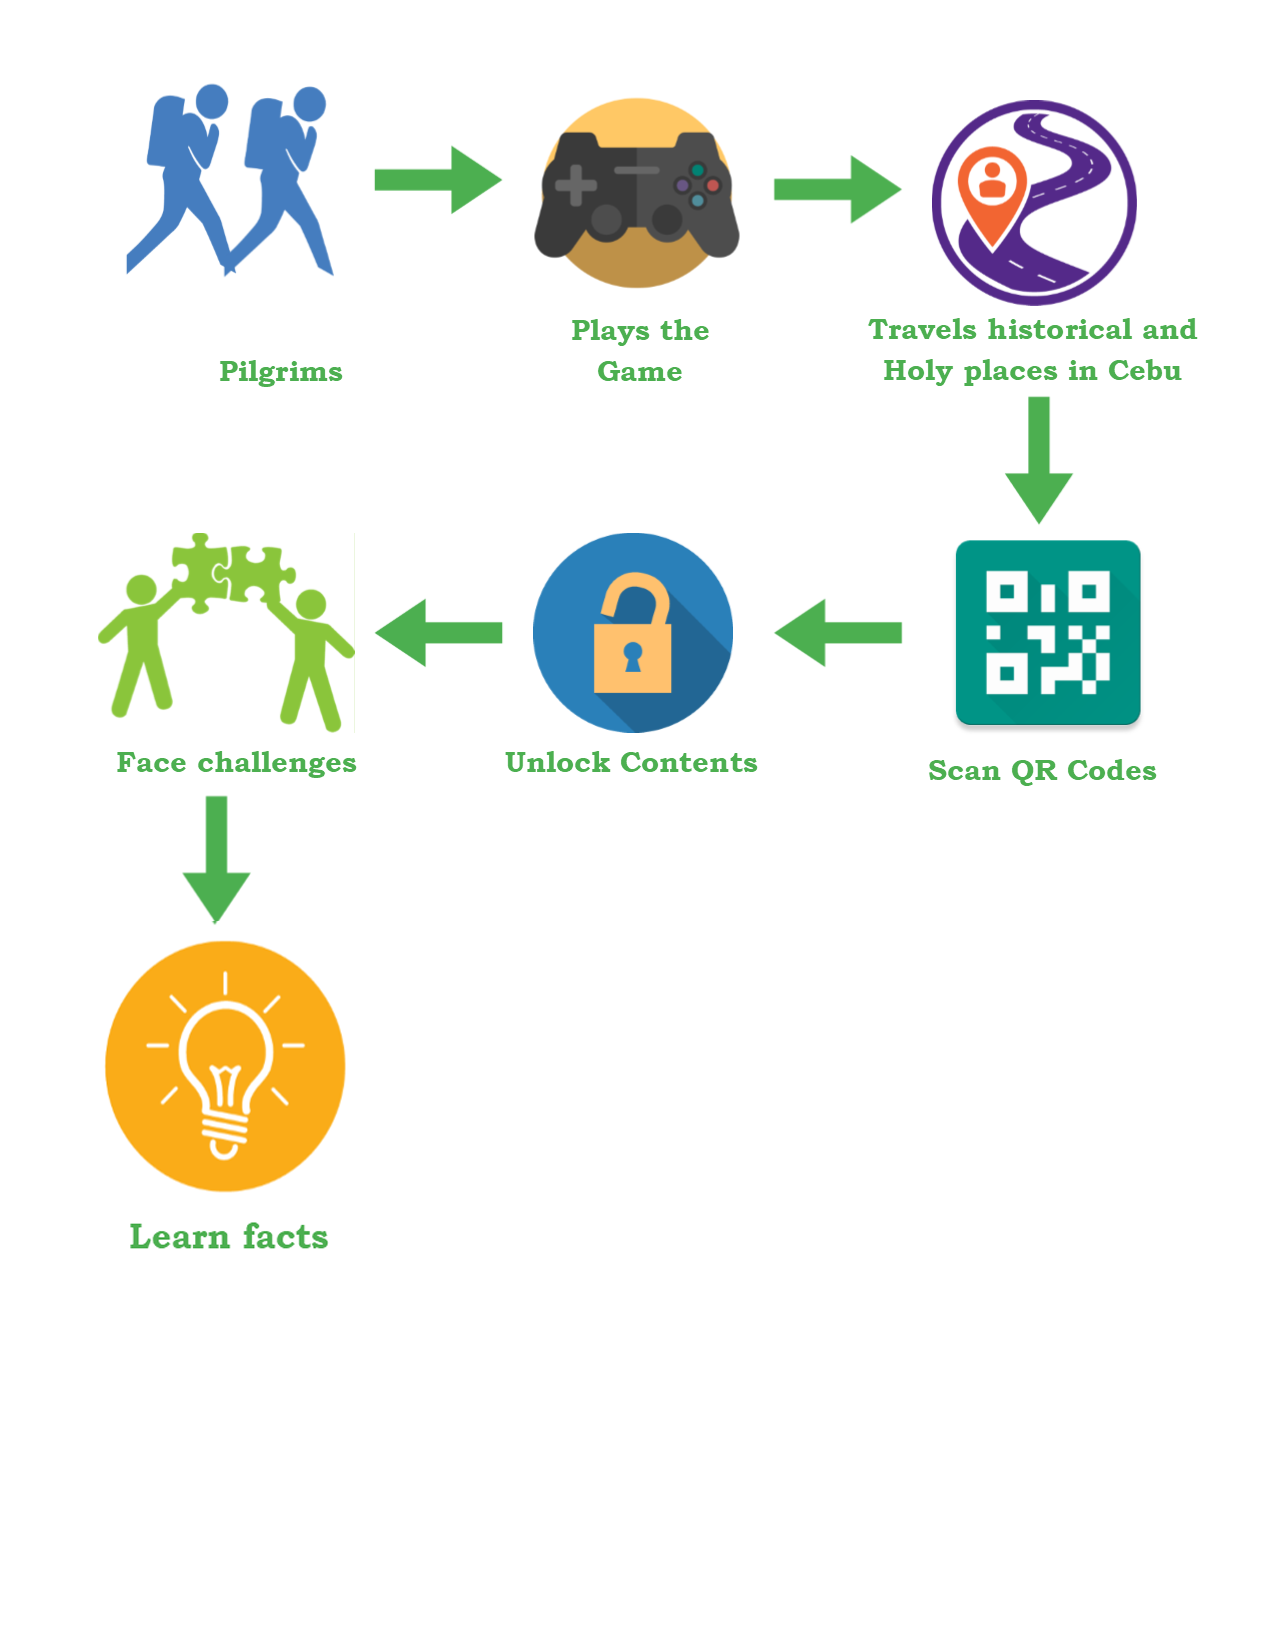 Pilgrims
Plays the
Game
Travels historical and
Holy places in Cebu
Scan QR Codes
Unlock Contents
Face challenges
Learn facts